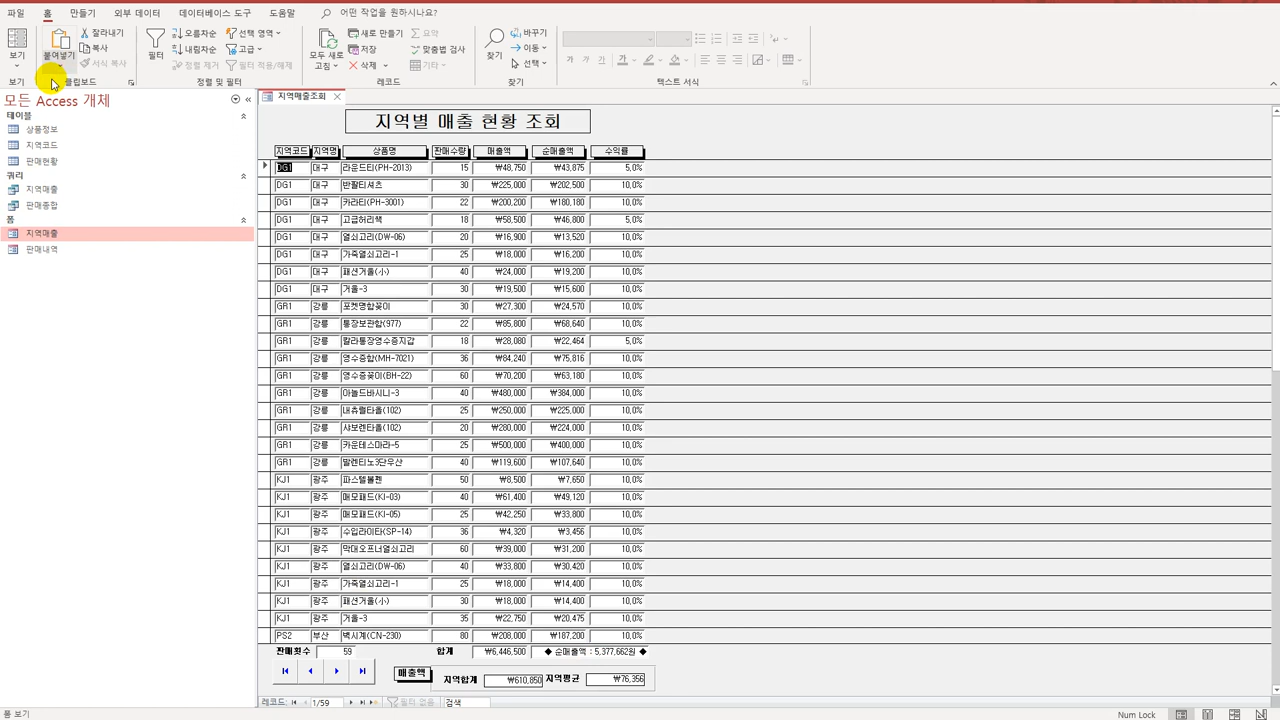 파일 홈 만들기 외부 데이터 데이터베이스 도구 도움말 어떤 작업을 원하시나요?
보기 붙여넣기 잘라내기 복사 서식 복사 클립보드
필터 오름차순 내림차순 정렬 제거 선택 영역 고급 필터 적용/해제 정렬 및 필터
모두 새로 고침 새로 만들기 저장 삭제 요약 맞춤법 검사 기타 레코드
찾기 바꾸기 이동 선택 찾기
가 가 가 가 텍스트 서식
모든 Access 개체
테이블
상품정보
지역코드
판매현황
쿼리
지역매출
판매종합
폼
지역매출
판매내역
지역매출조회
지역별 매출 현황 조회
지역코드 지역명 상품명 판매수량 매출액 순매출액 수익률
DG1 대구 라운드티(PH-2013) 15 ₩48,750 ₩43,875 5.0%
DG1 대구 반팔티셔츠 30 ₩225,000 ₩202,500 10.0%
DG1 대구 카라티(PH-3001) 22 ₩200,200 ₩180,180 10.0%
DG1 대구 고급허리색 18 ₩58,500 ₩46,800 5.0%
DG1 대구 열쇠고리(DW-06) 20 ₩16,900 ₩13,520 10.0%
DG1 대구 가죽열쇠고리-1 25 ₩18,000 ₩16,200 10.0%
DG1 대구 패션거울(小) 40 ₩24,000 ₩19,200 10.0%
DG1 대구 거울-3 30 ₩19,500 ₩15,600 10.0%
GR1 강릉 포켓명함꽂이 30 ₩27,300 ₩24,570 10.0%
GR1 강릉 통장보관함(977) 22 ₩85,800 ₩68,640 10.0%
GR1 강릉 칼라통장영수증지갑 18 ₩28,080 ₩22,464 5.0%
GR1 강릉 영수증함(MH-7021) 36 ₩84,240 ₩75,816 10.0%
GR1 강릉 영수증꽂이(BH-22) 60 ₩70,200 ₩63,180 10.0%
GR1 강릉 아놀드바시니-3 40 ₩480,000 ₩384,000 10.0%
GR1 강릉 내츄럴타올(102) 25 ₩250,000 ₩225,000 10.0%
GR1 강릉 샤보렌타올(102) 20 ₩280,000 ₩224,000 10.0%
GR1 강릉 카운테스마라-5 25 ₩500,000 ₩400,000 10.0%
GR1 강릉 말렌티노3단우산 40 ₩119,600 ₩107,640 10.0%
KJ1 광주 파스텔볼펜 50 ₩8,500 ₩7,650 10.0%
KJ1 광주 매모패드(KI-03) 40 ₩61,400 ₩49,120 10.0%
KJ1 광주 매모패드(KI-05) 25 ₩42,250 ₩33,800 10.0%
KJ1 광주 수입라이타(SP-14) 36 ₩4,320 ₩3,456 10.0%
KJ1 광주 막대오프너열쇠고리 60 ₩39,000 ₩31,200 10.0%
KJ1 광주 열쇠고리(DW-06) 40 ₩33,800 ₩30,420 10.0%
KJ1 광주 가죽열쇠고리-1 25 ₩18,000 ₩14,400 10.0%
KJ1 광주 패션거울(小) 30 ₩18,000 ₩14,400 10.0%
KJ1 광주 거울-3 35 ₩22,750 ₩20,475 10.0%
PS2 부산 벽시계(CN-230) 80 ₩208,000 ₩187,200 10.0%
판매횟수 59 합계 ₩6,446,500 ◆ 순매출액 : 5,377,662원 ◆
매출액 지역합계 ₩610,850 지역평균 ₩76,356
레코드: 1/59 필터 없음 검색
폼 보기 Num Lock